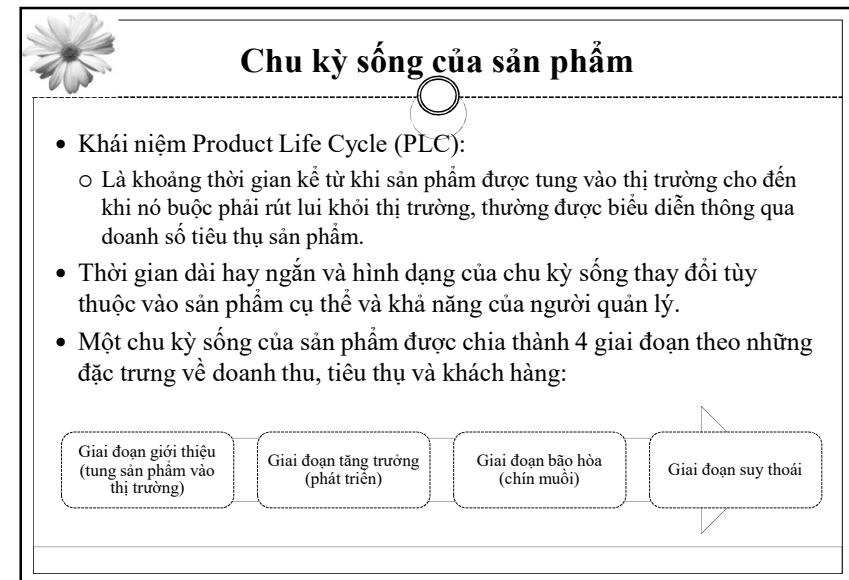 Chu kỳ sống của sản phẩm
• Khái niệm Product Life Cycle (PLC):
○ Là khoảng thời gian kể từ khi sản phẩm được tung vào thị trường cho đến
khi nó buộc phải rút lui khỏi thị trường, thường được biểu diễn thông qua
doanh số tiêu thụ sản phẩm.
• Thời gian dài hay ngắn và hình dạng của chu kỳ sống thay đổi tùy
thuộc vào sản phẩm cụ thể và khả năng của người quản lý.
• Một chu kỳ sống của sản phẩm được chia thành 4 giai đoạn theo những
đặc trưng về doanh thu, tiêu thụ và khách hàng:
Giai đoạn giới thiệu
(tung sản phẩm vào
thị trường)
Giai đoạn tăng trưởng
(phát triển)
Giai đoạn bão hòa
(chín muồi)
Giai đoạn suy thoái